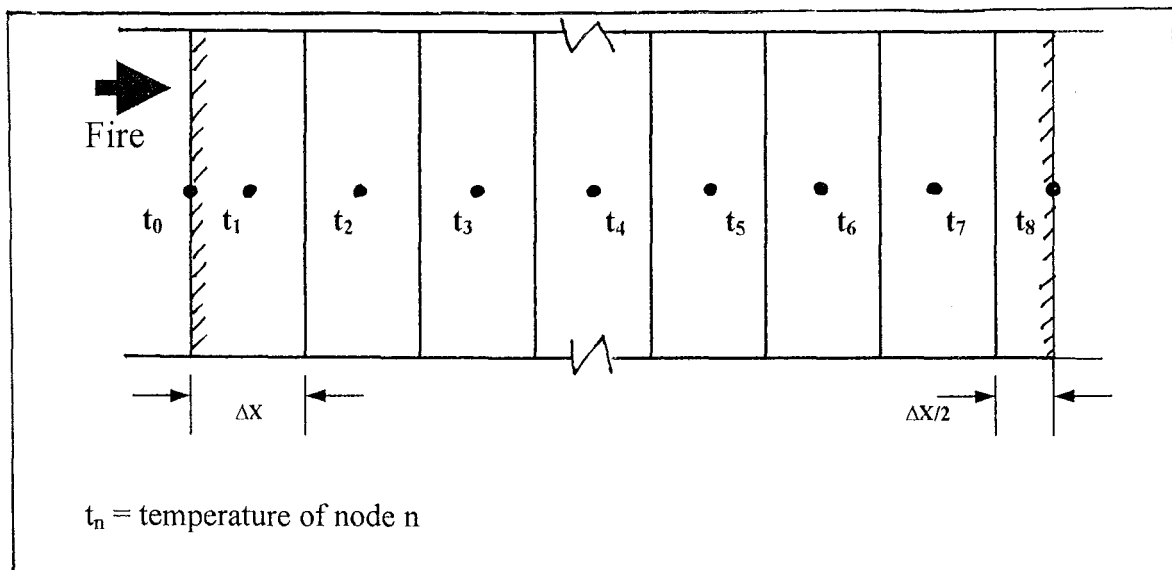 Fire
t₀ t₁ t₂ t₃ t₄ t₅ t₆ t₇ t₈
ΔX ΔX/2
tₙ = temperature of node n